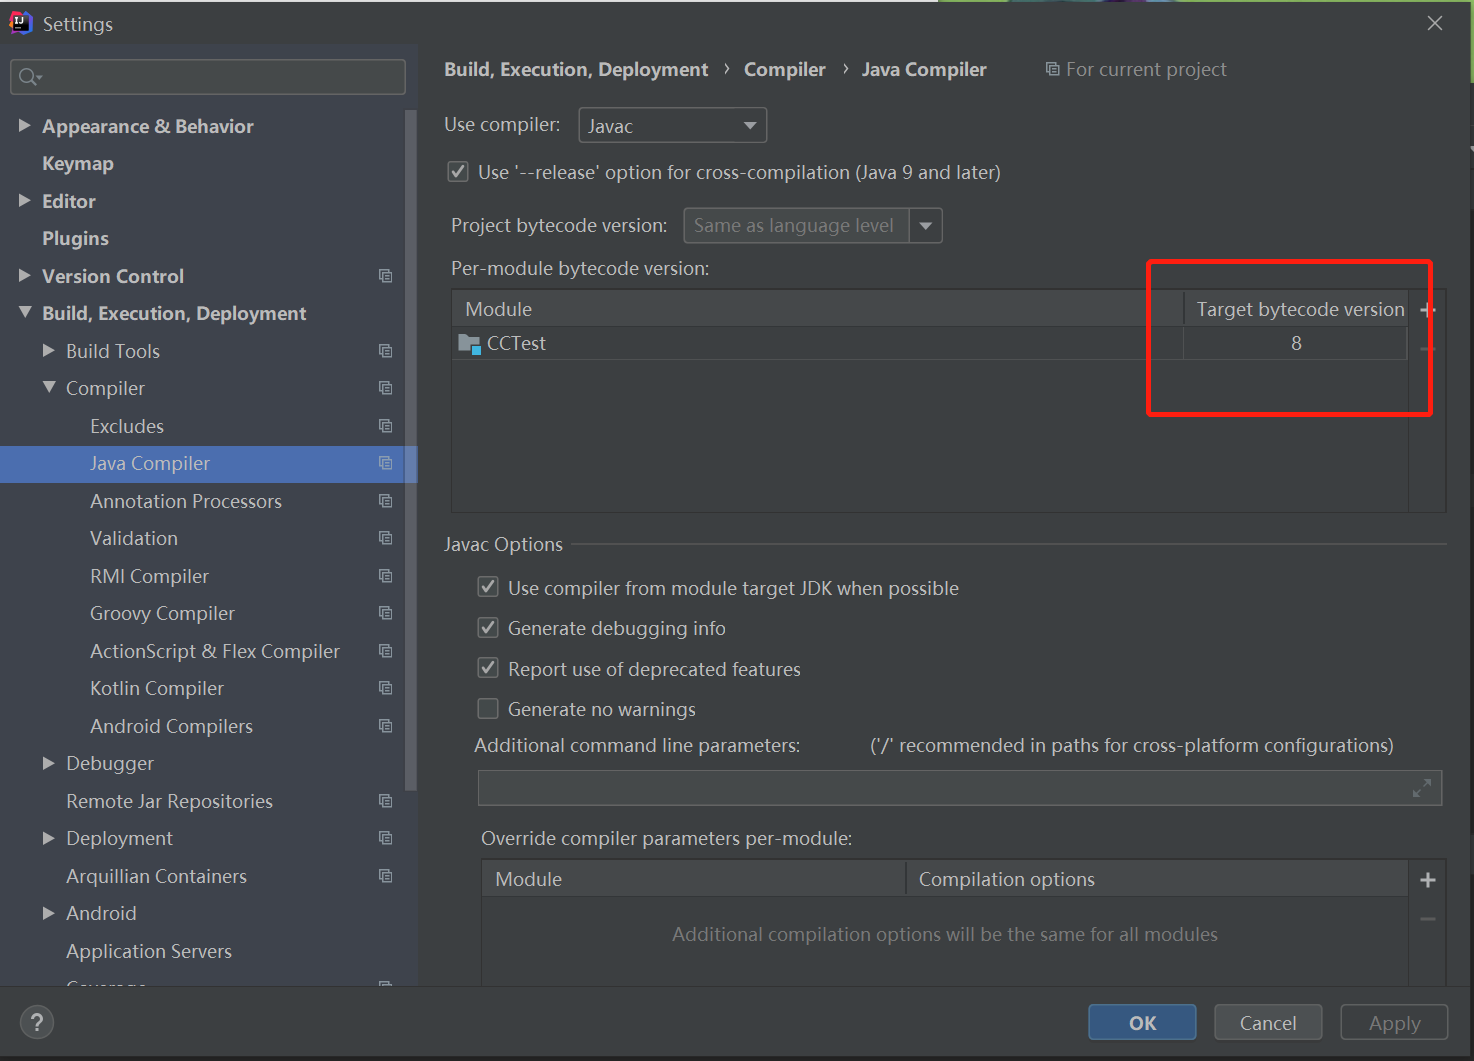 Settings
Appearance & Behavior
Keymap
Editor
Plugins
Version Control
Build, Execution, Deployment
Build Tools
Compiler
Excludes
Java Compiler
Annotation Processors
Validation
RMI Compiler
Groovy Compiler
ActionScript & Flex Compiler
Kotlin Compiler
Android Compilers
Debugger
Remote Jar Repositories
Deployment
Arquillian Containers
Android
Application Servers
Build, Execution, Deployment › Compiler › Java Compiler For current project
Use compiler: Javac
Use '--release' option for cross-compilation (Java 9 and later)
Project bytecode version: Same as language level
Per-module bytecode version:
Module Target bytecode version
CCTest 8
Javac Options
Use compiler from module target JDK when possible
Generate debugging info
Report use of deprecated features
Generate no warnings
Additional command line parameters: ('/' recommended in paths for cross-platform configurations)
Override compiler parameters per-module:
Module Compilation options
Additional compilation options will be the same for all modules
? OK Cancel Apply